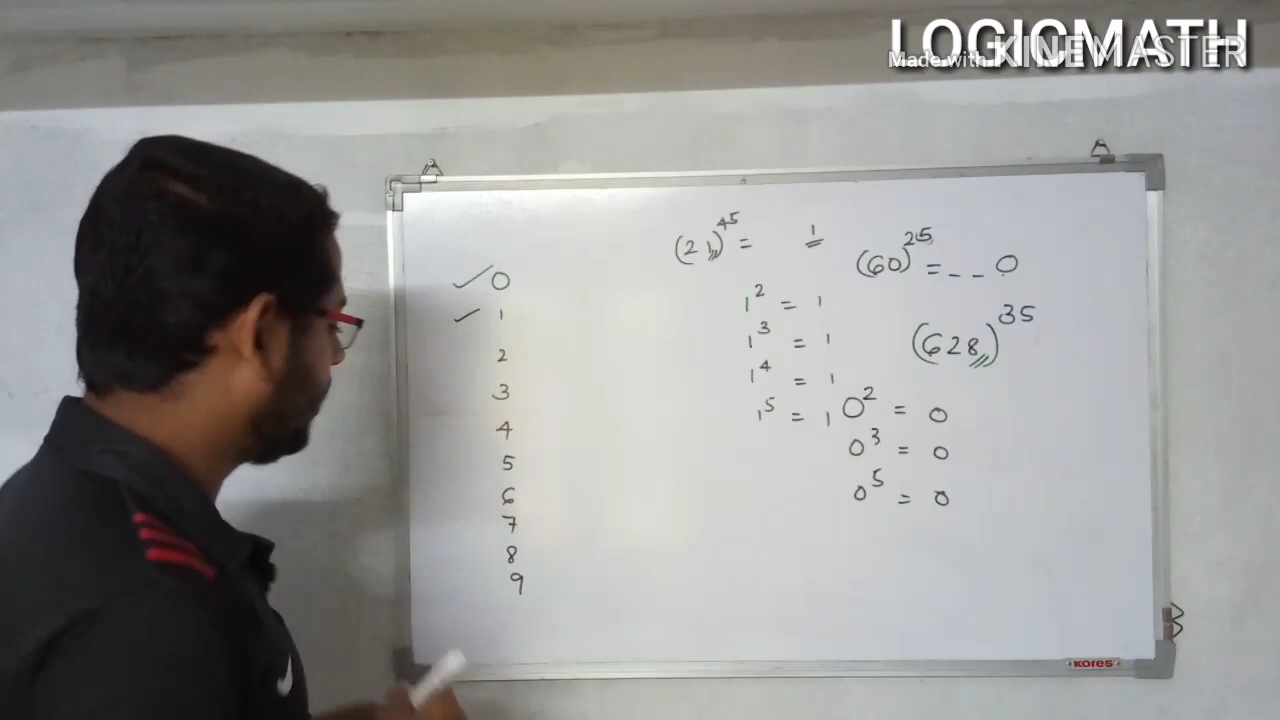 LOGICMATH
Made with KINEMASTER
(21)^45 = 1
(60)^25 = _ _ 0
0
1
2
3
4
5
6
7
8
9
1^2 = 1
1^3 = 1
1^4 = 1
1^5 = 1
(628)^35
0^2 = 0
0^3 = 0
0^5 = 0
KORES